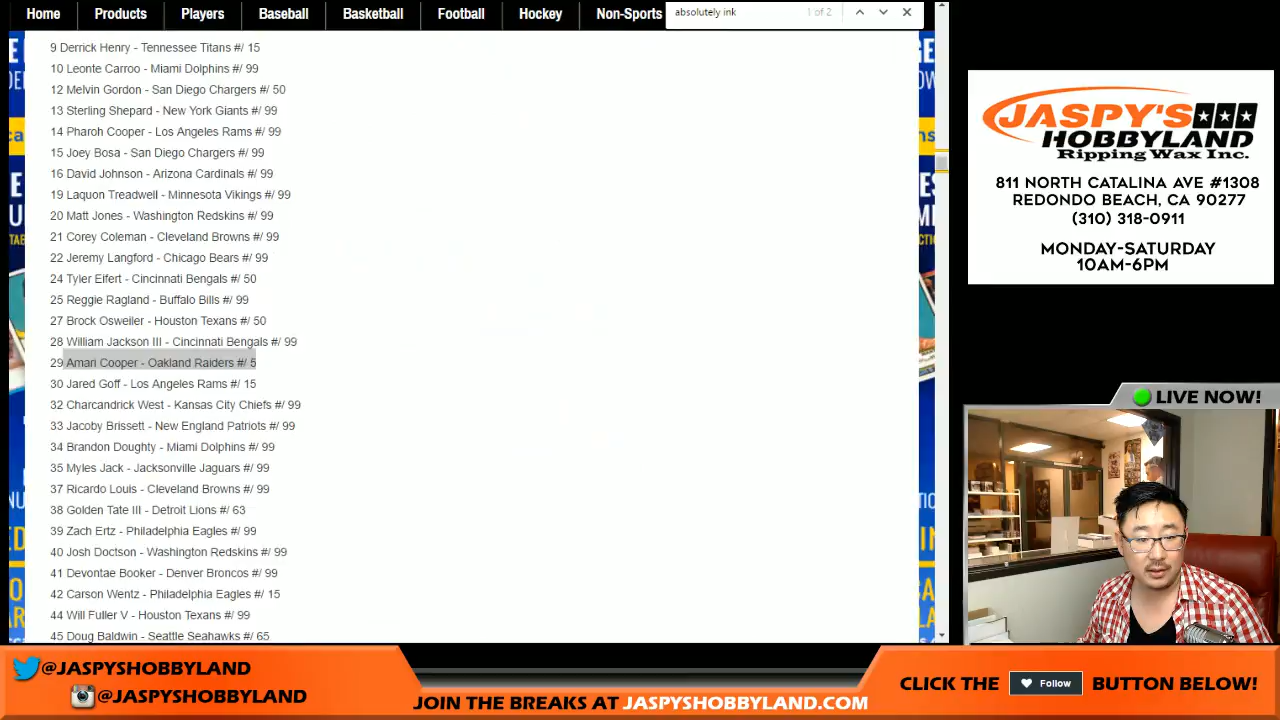 Home Products Players Baseball Basketball Football Hockey Non-Sports
absolutely ink 1 of 2
9 Derrick Henry - Tennessee Titans #/ 15
10 Leonte Carroo - Miami Dolphins #/ 99
12 Melvin Gordon - San Diego Chargers #/ 50
13 Sterling Shepard - New York Giants #/ 99
14 Pharoh Cooper - Los Angeles Rams #/ 99
15 Joey Bosa - San Diego Chargers #/ 99
16 David Johnson - Arizona Cardinals #/ 99
19 Laquon Treadwell - Minnesota Vikings #/ 99
20 Matt Jones - Washington Redskins #/ 99
21 Corey Coleman - Cleveland Browns #/ 99
22 Jeremy Langford - Chicago Bears #/ 99
24 Tyler Eifert - Cincinnati Bengals #/ 50
25 Reggie Ragland - Buffalo Bills #/ 99
27 Brock Osweiler - Houston Texans #/ 50
28 William Jackson III - Cincinnati Bengals #/ 99
29 Amari Cooper - Oakland Raiders #/ 5
30 Jared Goff - Los Angeles Rams #/ 15
32 Charcandrick West - Kansas City Chiefs #/ 99
33 Jacoby Brissett - New England Patriots #/ 99
34 Brandon Doughty - Miami Dolphins #/ 99
35 Myles Jack - Jacksonville Jaguars #/ 99
37 Ricardo Louis - Cleveland Browns #/ 99
38 Golden Tate III - Detroit Lions #/ 63
39 Zach Ertz - Philadelphia Eagles #/ 99
40 Josh Doctson - Washington Redskins #/ 99
41 Devontae Booker - Denver Broncos #/ 99
42 Carson Wentz - Philadelphia Eagles #/ 15
44 Will Fuller V - Houston Texans #/ 99
45 Doug Baldwin - Seattle Seahawks #/ 65
JASPY'S
HOBBYLAND
Ripping Wax Inc.
811 NORTH CATALINA AVE #1308
REDONDO BEACH, CA 90277
(310) 318-0911
MONDAY-SATURDAY
10AM-6PM
LIVE NOW!
@JASPYSHOBBYLAND
@JASPYSHOBBYLAND
JOIN THE BREAKS AT JASPYSHOBBYLAND.COM
CLICK THE Follow BUTTON BELOW!